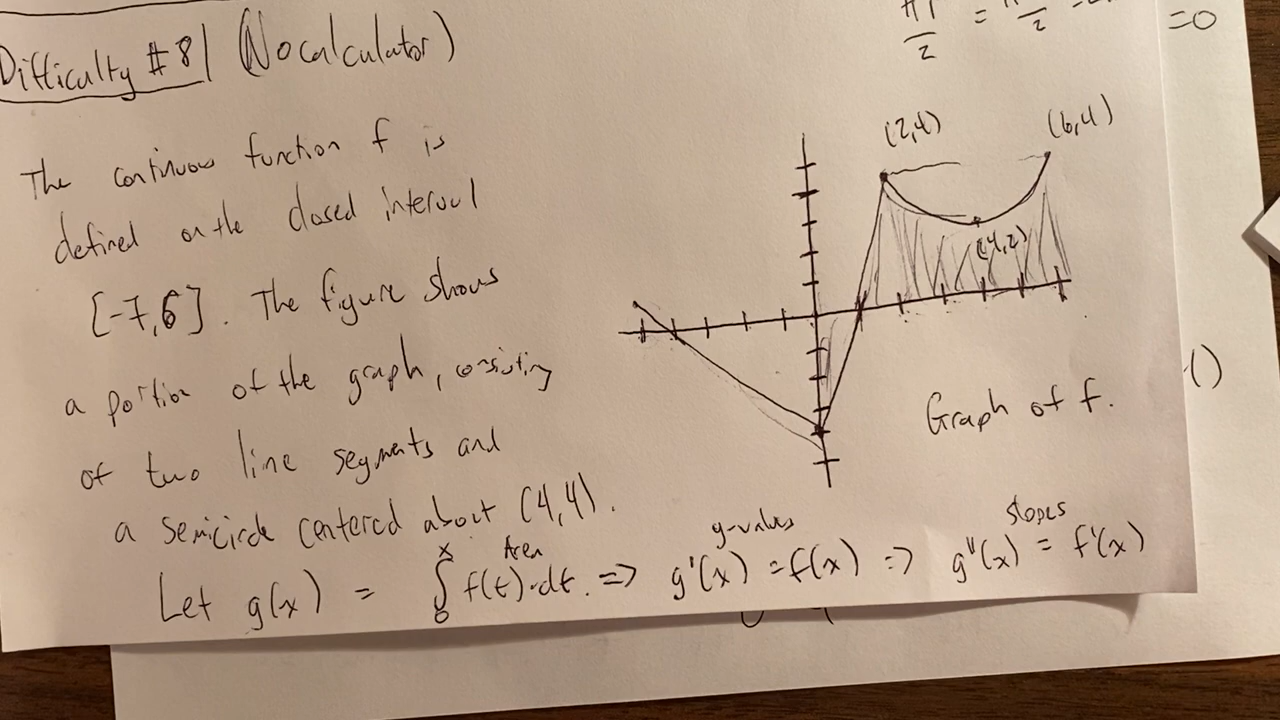 Difficulty #8 (No calculator)
The continuous function f is
defined on the closed interval
[-7,6]. The figure shows
a portion of the graph, consisting
of two line segments and
a semicircle centered about (4,4).
(2,4)
(6,4)
(4,2)
Graph of f.
Area
y-values
slopes
Let g(x) = ∫₀ˣ f(t)·dt. => g'(x) = f(x) => g''(x) = f'(x)
=0